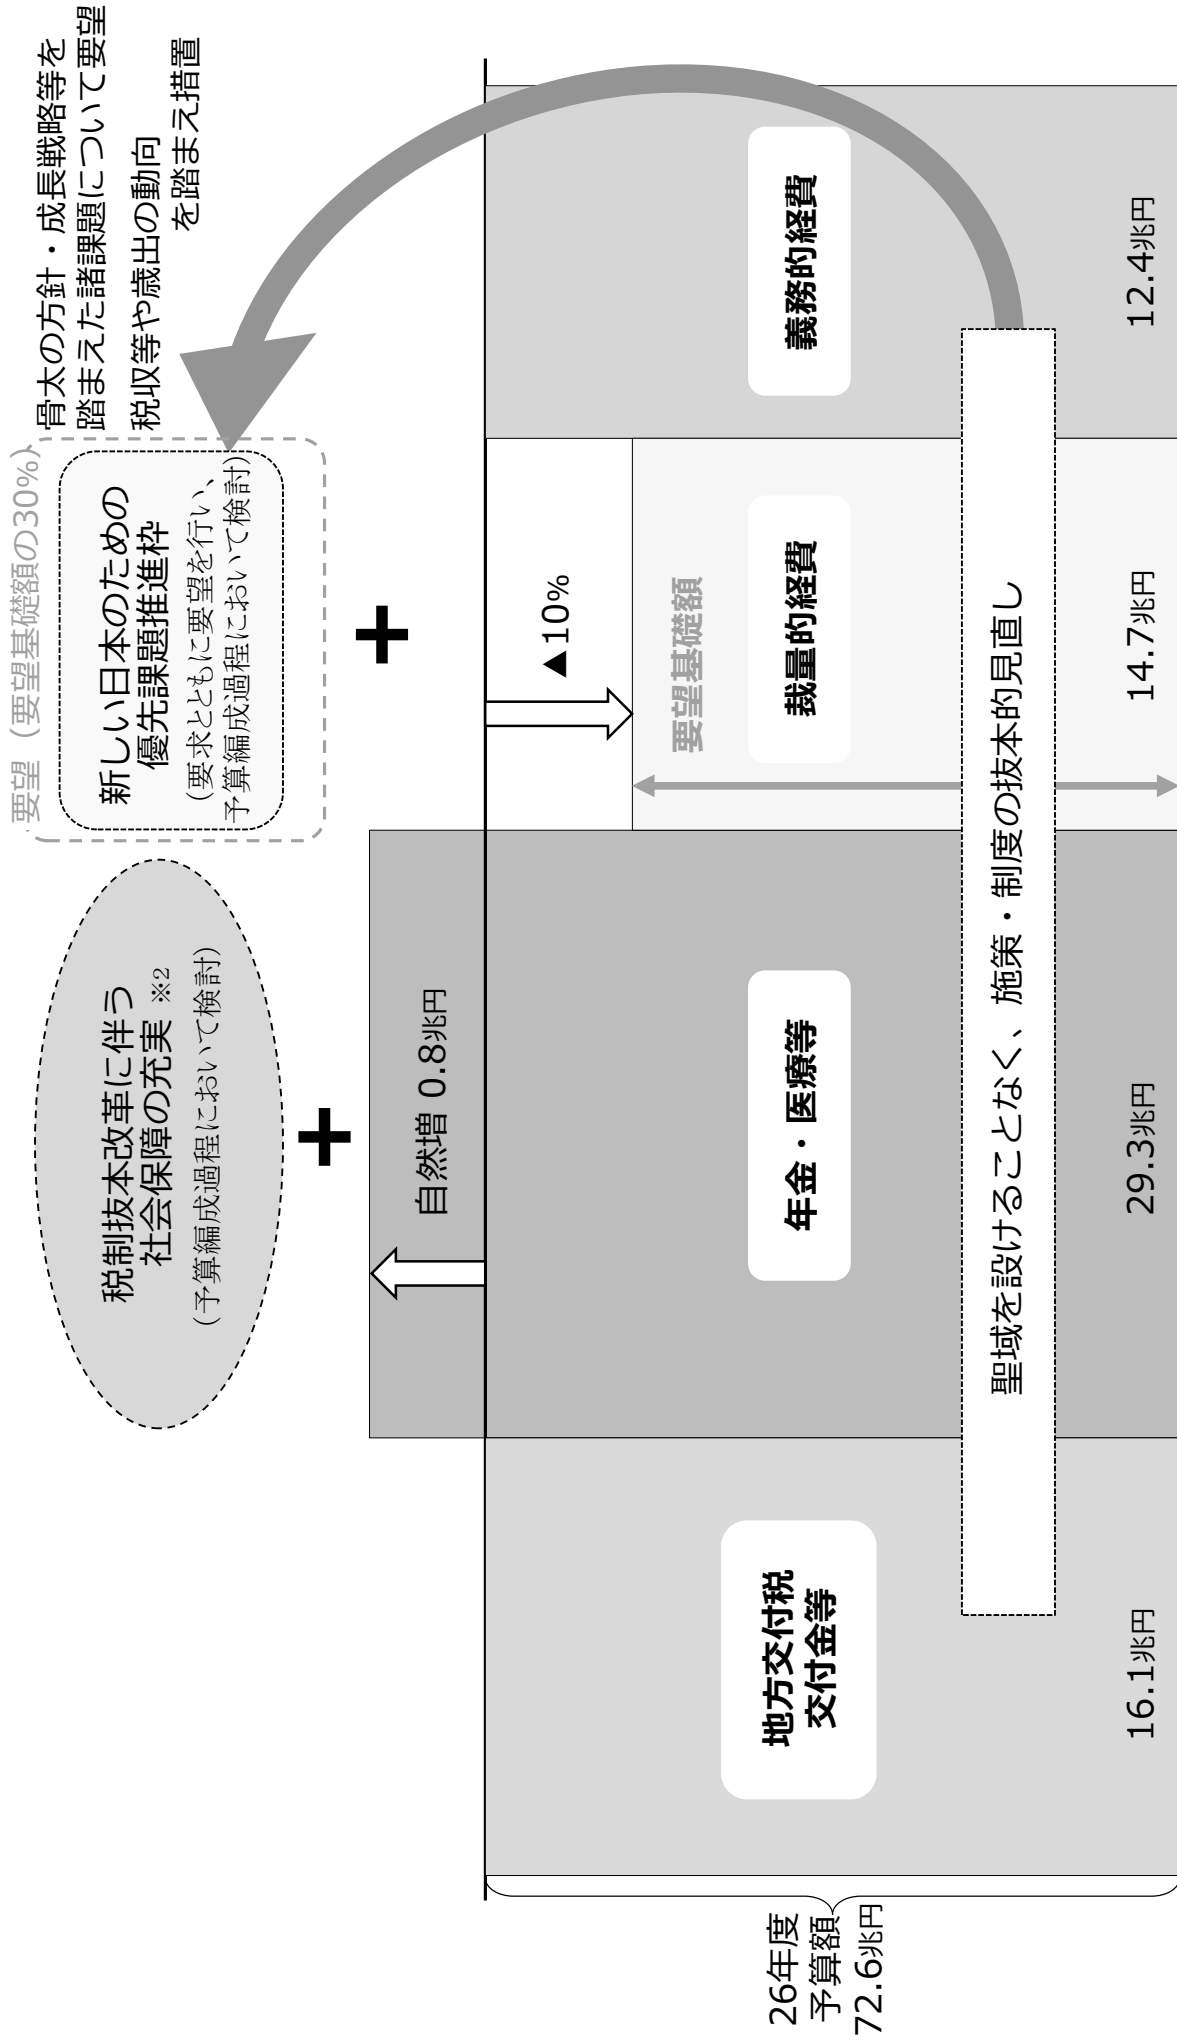 要望（要望基礎額の30%）
新しい日本のための
優先課題推進枠
（要求とともに要望を行い、
予算編成過程において検討）
骨太の方針・成長戦略等を
踏まえた諸課題について要望
税収等や歳出の動向
を踏まえ措置
税制抜本改革に伴う
社会保障の充実 ※2
（予算編成過程において検討）
+
+
自然増 0.8兆円
▲10%
要望基礎額
26年度
予算額
72.6兆円
地方交付税
交付金等
年金・医療等
裁量的経費
義務的経費
聖域を設けることなく、施策・制度の抜本的見直し
16.1兆円
29.3兆円
14.7兆円
12.4兆円